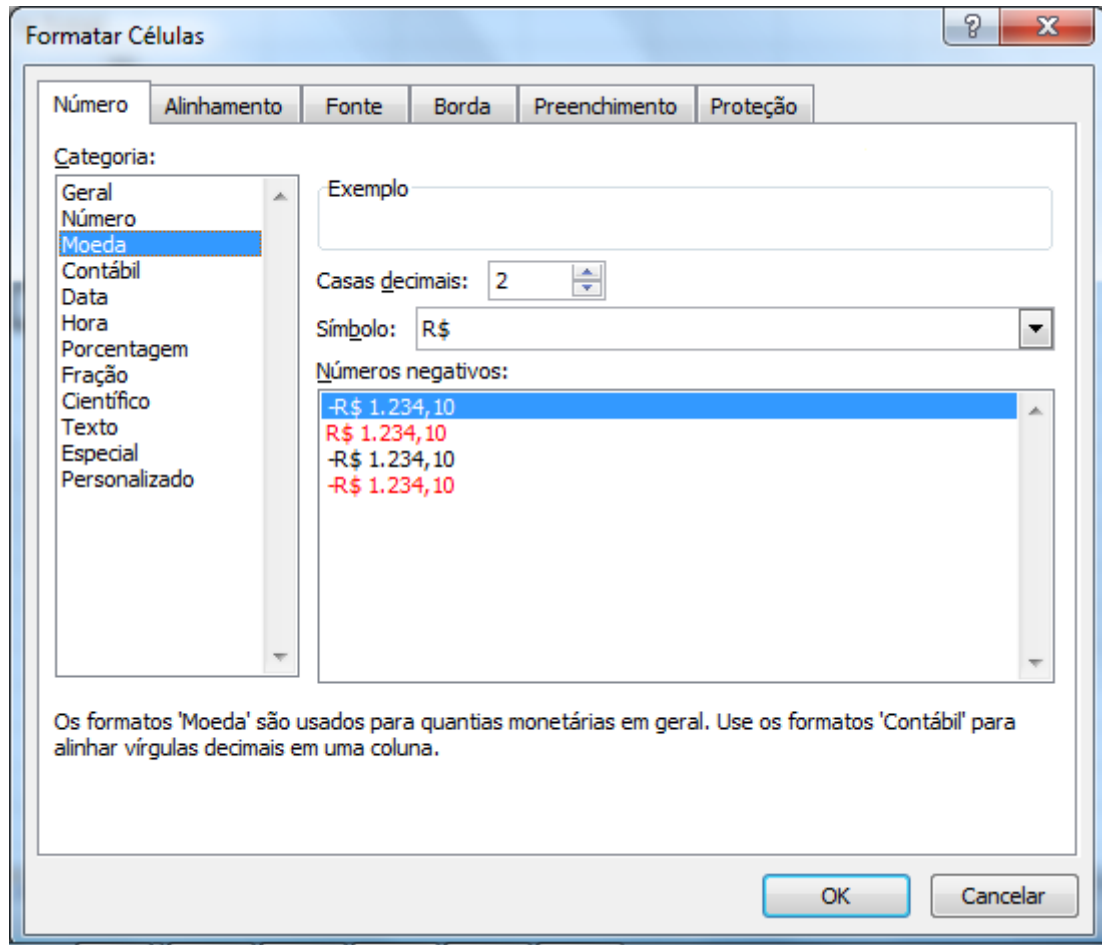 Formatar Células
Número Alinhamento Fonte Borda Preenchimento Proteção
Categoria:
Geral
Número
Moeda
Contábil
Data
Hora
Porcentagem
Fração
Científico
Texto
Especial
Personalizado
Exemplo
Casas decimais: 2
Símbolo: R$
Números negativos:
-R$ 1.234,10
R$ 1.234,10
-R$ 1.234,10
-R$ 1.234,10
Os formatos 'Moeda' são usados para quantias monetárias em geral. Use os formatos 'Contábil' para
alinhar vírgulas decimais em uma coluna.
OK Cancelar